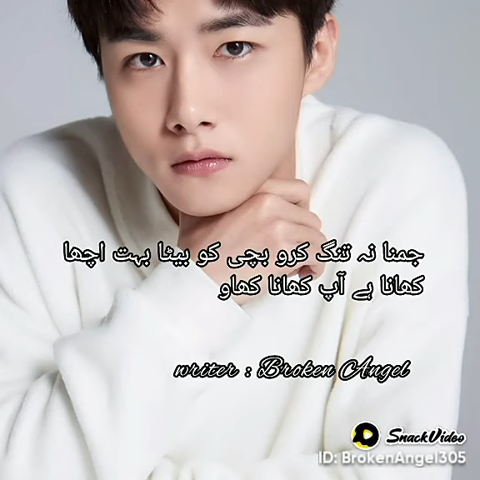 جمنا نہ تنگ کرو بچی کو بیٹا بہت اچھا
کھانا ہے آپ کھانا کھاو
writer : Broken Angel
SnackVideo
ID: BrokenAngel305